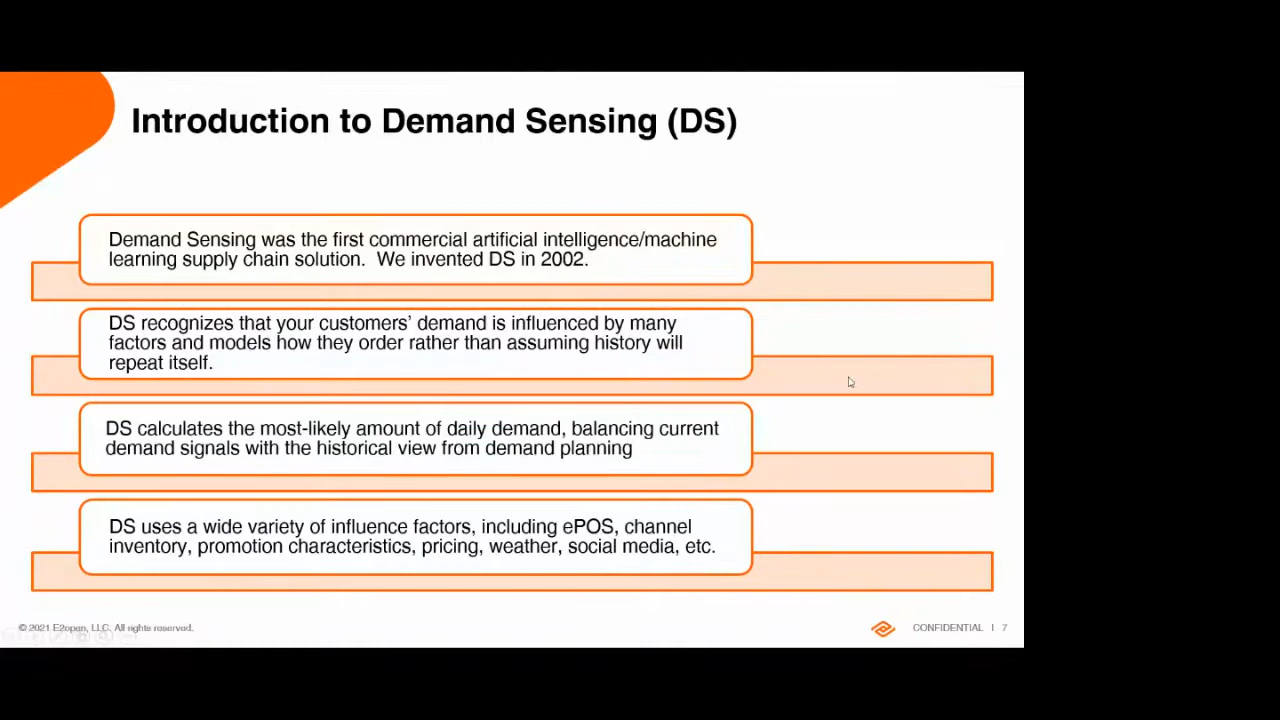 Introduction to Demand Sensing (DS)
Demand Sensing was the first commercial artificial intelligence/machine
learning supply chain solution.  We invented DS in 2002.
DS recognizes that your customers’ demand is influenced by many
factors and models how they order rather than assuming history will
repeat itself.
DS calculates the most-likely amount of daily demand, balancing current
demand signals with the historical view from demand planning
DS uses a wide variety of influence factors, including ePOS, channel
inventory, promotion characteristics, pricing, weather, social media, etc.
© 2021 E2open, LLC. All rights reserved.
CONFIDENTIAL | 7